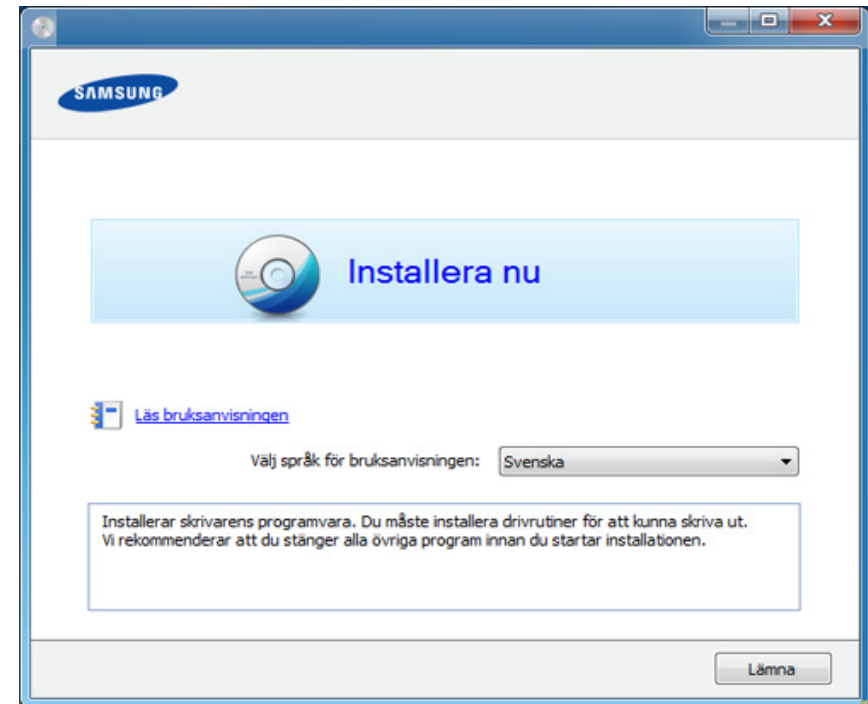 SAMSUNG
Installera nu
Läs bruksanvisningen
Välj språk för bruksanvisningen: Svenska
Installerar skrivarens programvara. Du måste installera drivrutiner för att kunna skriva ut.
Vi rekommenderar att du stänger alla övriga program innan du startar installationen.
Lämna